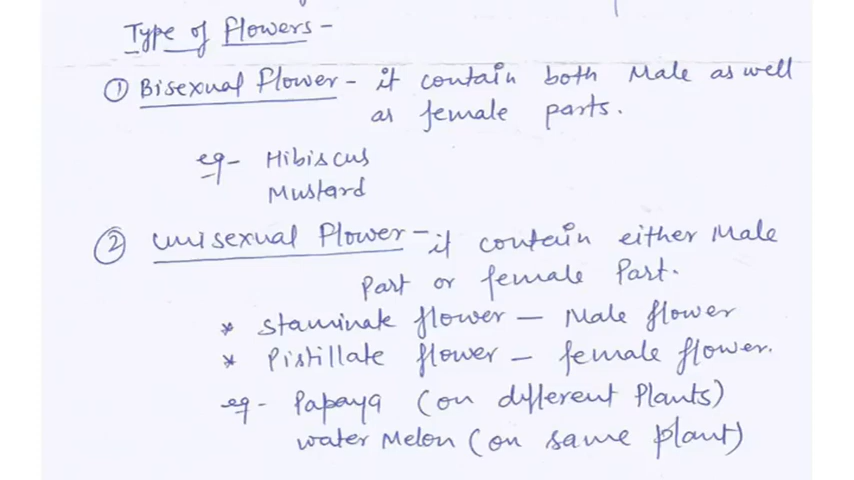 Type of Flowers -
① Bisexual Flower - it contain both Male as well
as female parts.
eg - Hibiscus
Mustard
② Unisexual Flower - it contain either Male
Part or female Part.
* Staminate flower — Male flower
* Pistillate flower — female flower.
eg - Papaya (on different Plants)
water Melon (on same plant)